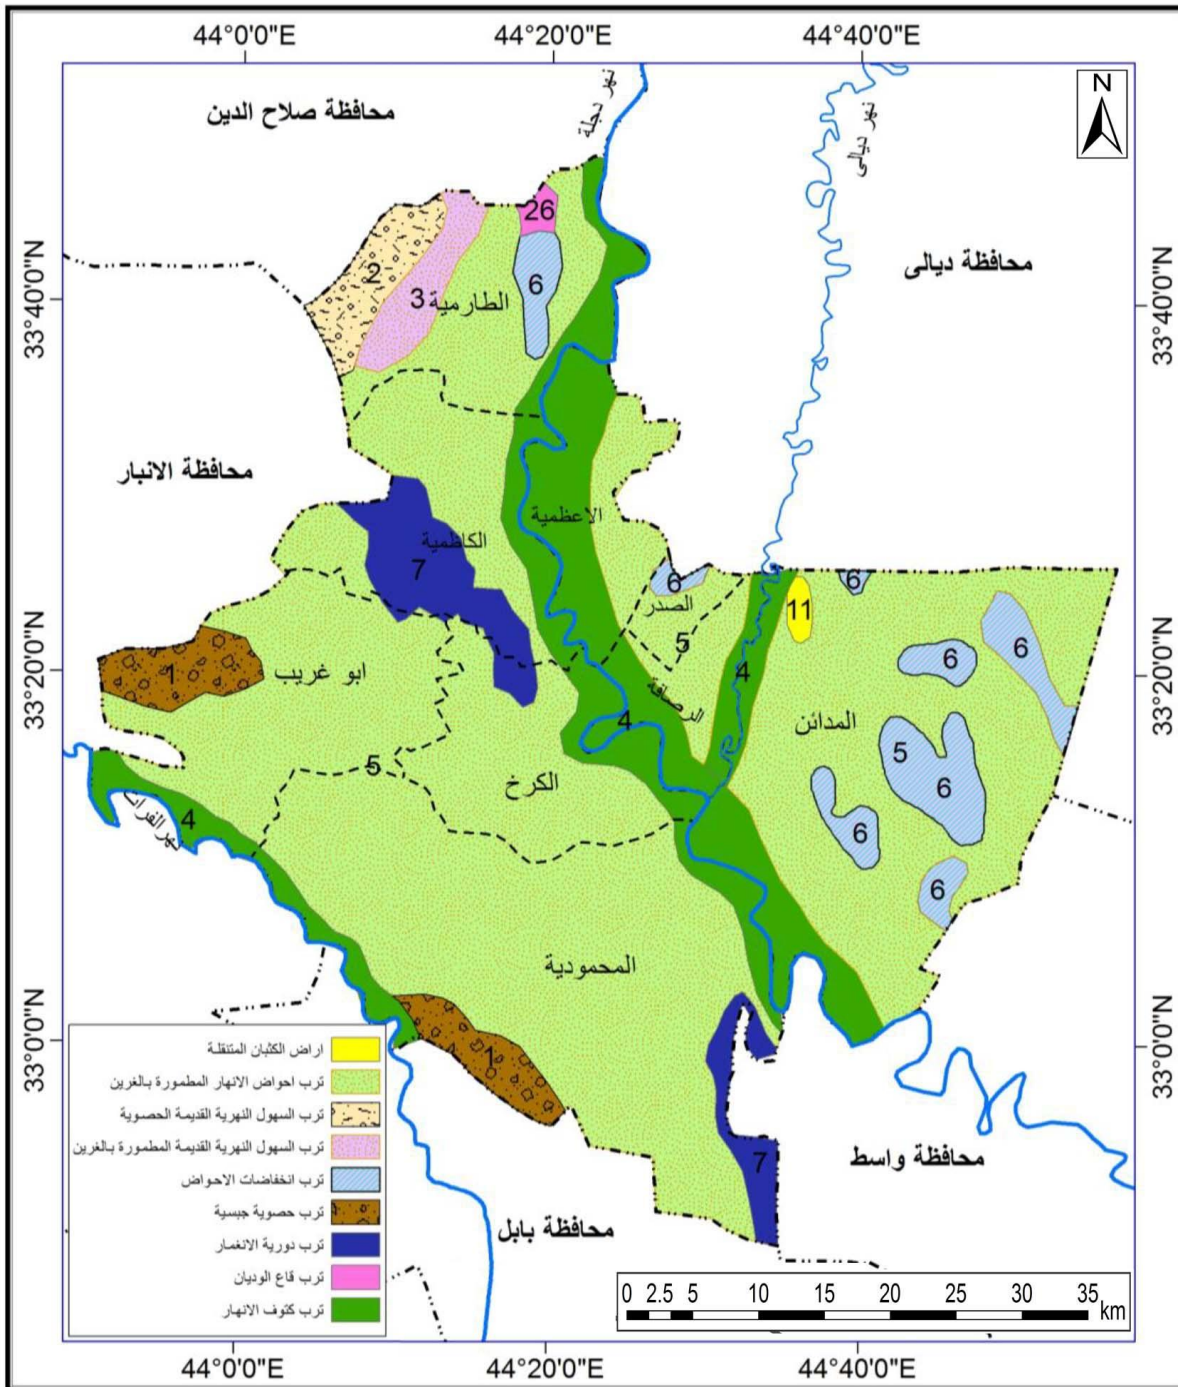 44°0'0"E 44°20'0"E 44°40'0"E
N
نهر دجلة
نهر ديالى
محافظة صلاح الدين
محافظة ديالى
26
2
6
3
الطارمية
33°40'0"N
33°40'0"N
محافظة الانبار
الاعظمية
الكاظمية
7
6
6
الصدر
11
5
4
6
6
1
ابو غريب
33°20'0"N
33°20'0"N
الرصافة
4
المدائن
5
6
5
الكرخ
4
نهر الفرات
6
6
المحمودية
33°0'0"N
33°0'0"N
1
7
محافظة واسط
محافظة بابل
اراض الكثبان المتنقلة
ترب احواض الانهار المطمورة بالغرين
ترب السهول النهرية القديمة الحصوية
ترب السهول النهرية القديمة المطمورة بالغرين
ترب انخفاضات الاحواض
ترب حصوية جبسية
ترب دورية الانغمار
ترب قاع الوديان
ترب كتوف الانهار
0 2.5 5 10 15 20 25 30 35 km
44°0'0"E 44°20'0"E 44°40'0"E